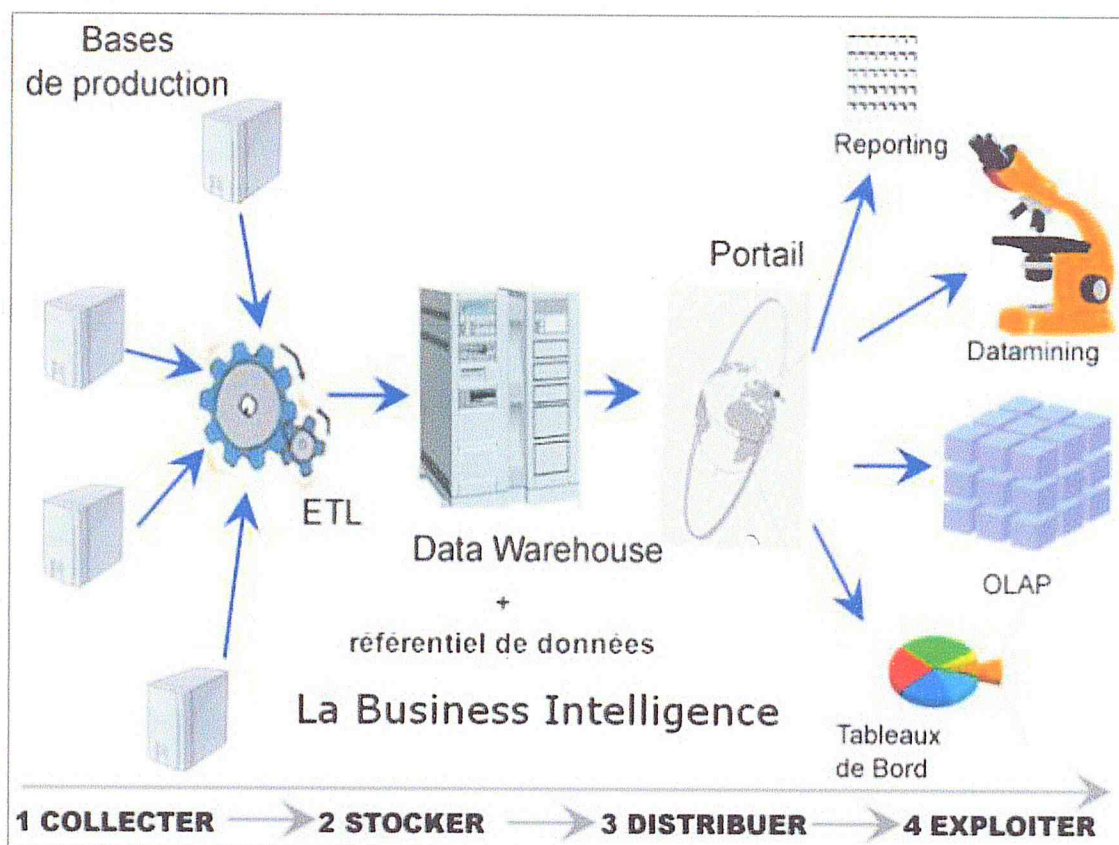 Bases
de production
Reporting
Portail
Datamining
ETL
Data Warehouse
+
référentiel de données
OLAP
La Business Intelligence
Tableaux
de Bord
1 COLLECTER
2 STOCKER
3 DISTRIBUER
4 EXPLOITER